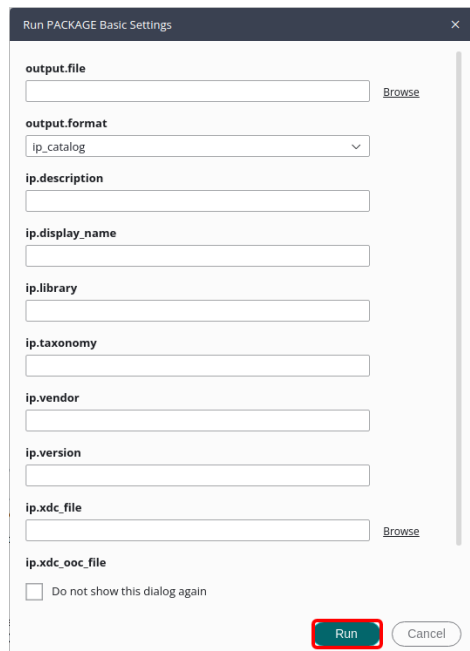 Run PACKAGE Basic Settings
output.file
Browse
output.format
ip_catalog
ip.description
ip.display_name
ip.library
ip.taxonomy
ip.vendor
ip.version
ip.xdc_file
Browse
ip.xdc_ooc_file
Do not show this dialog again
Run Cancel